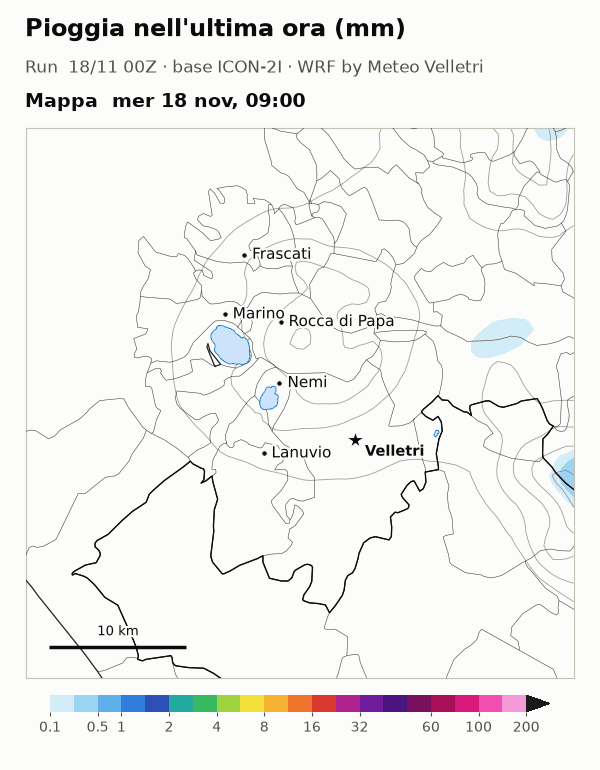 Pioggia nell'ultima ora (mm)
Run  18/11 00Z · base ICON-2I · WRF by Meteo Velletri
Mappa  mer 18 nov, 09:00
Frascati
Marino
Rocca di Papa
Nemi
Velletri
Lanuvio
10 km
0.1 0.5 1 2 4 8 16 32 60 100 200